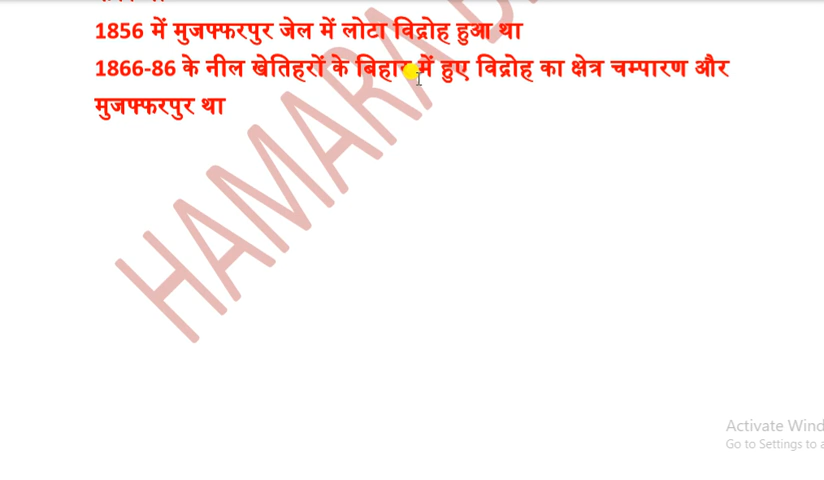 1856 में मुजफ्फरपुर जेल में लोटा विद्रोह हुआ था
1866-86 के नील खेतिहरों के बिहार में हुए विद्रोह का क्षेत्र चम्पारण और
मुजफ्फरपुर था
HAMARA
Activate Wind
Go to Settings to a